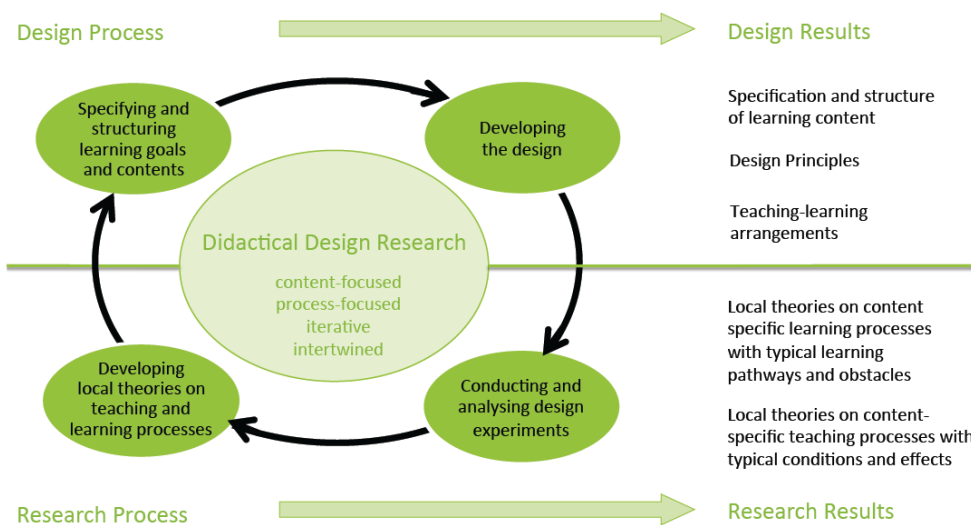 Design Process
Design Results
Specifying and
structuring
learning goals
and contents
Developing
the design
Specification and structure
of learning content
Design Principles
Teaching-learning
arrangements
Didactical Design Research
content-focused
process-focused
iterative
intertwined
Developing
local theories on
teaching and
learning processes
Conducting and
analysing design
experiments
Local theories on content
specific learning processes
with typical learning
pathways and obstacles
Local theories on content-
specific teaching processes with
typical conditions and effects
Research Process
Research Results